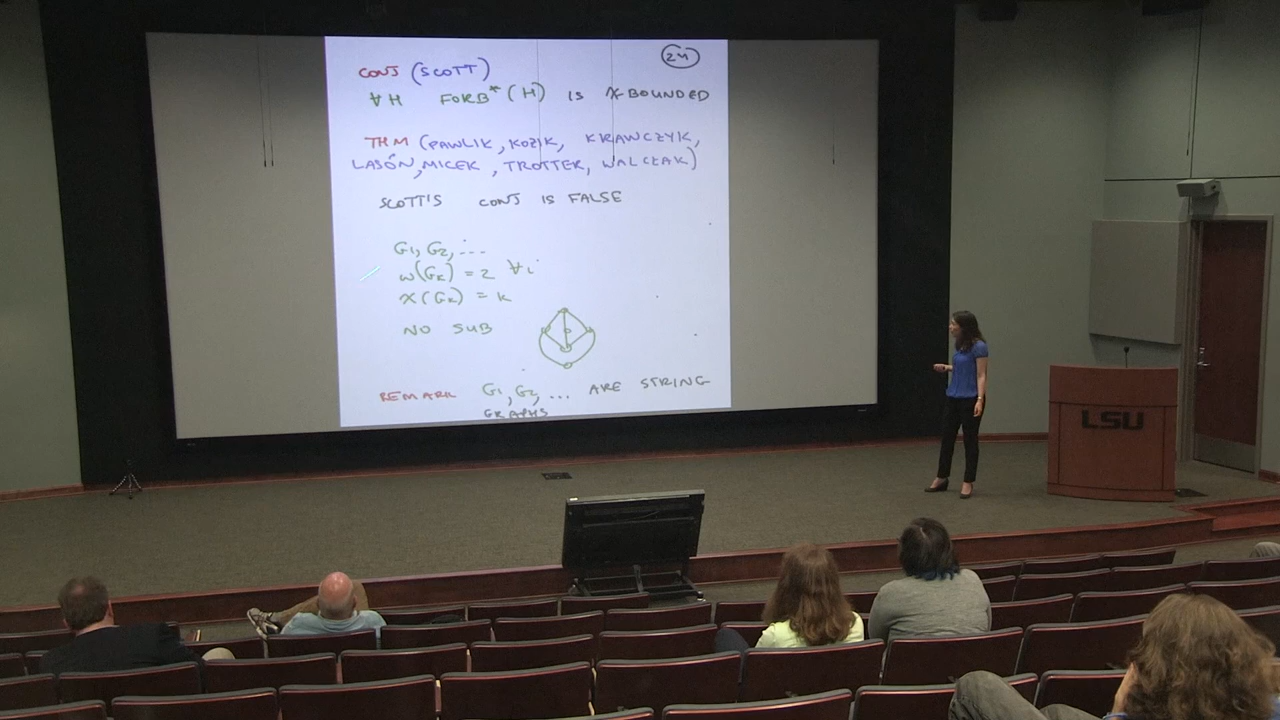 24
CONJ (SCOTT)
∀H FORB*(H) IS χ-BOUNDED
THM (PAWLIK, KOZIK, KRAWCZYK,
LASOŃ, MICEK, TROTTER, WALCZAK)
SCOTT'S CONJ IS FALSE
G1, G2, ...
ω(Gk) = 2 ∀i
χ(Gk) = k
NO SUB
REMARK G1, G2, ... ARE STRING
GRAPHS
LSU